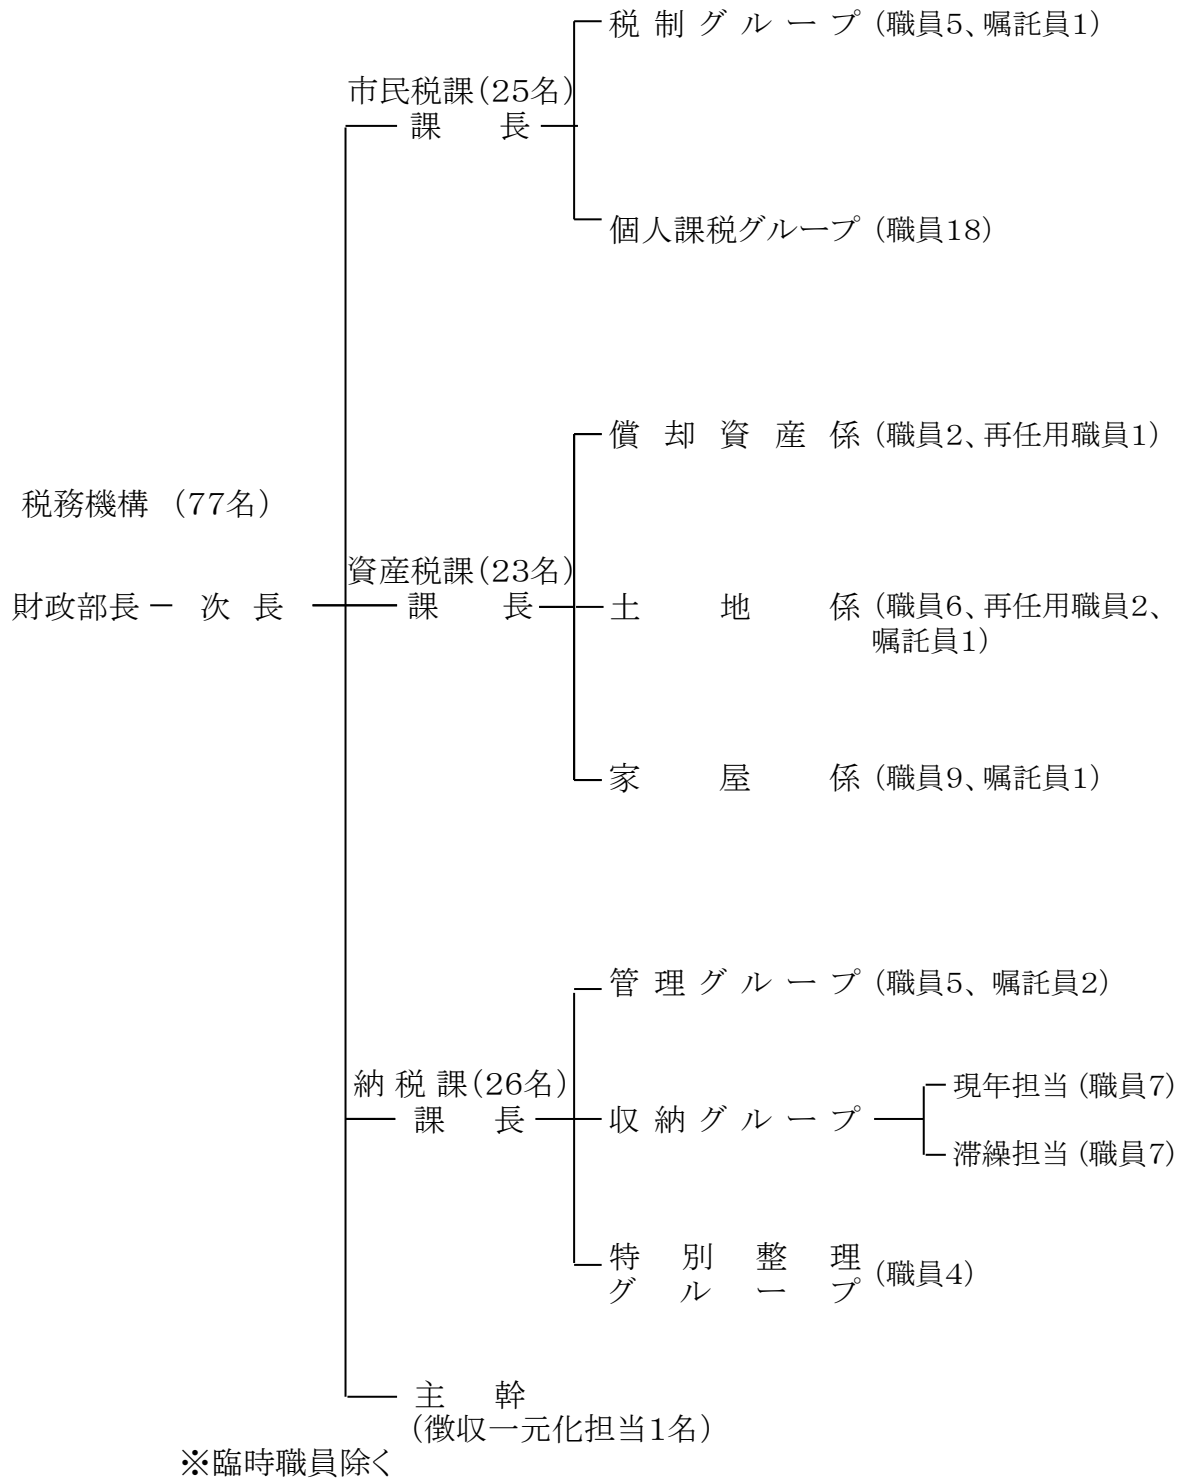 税制グループ (職員5、嘱託員1)
市民税課(25名)
課長
個人課税グループ (職員18)
償却資産係 (職員2、再任用職員1)
税務機構 (77名)
資産税課(23名)
財政部長 － 次長
課長
土地係 (職員6、再任用職員2、
嘱託員1)
家屋係 (職員9、嘱託員1)
管理グループ (職員5、嘱託員2)
納税課(26名)
課長
収納グループ
現年担当 (職員7)
滞繰担当 (職員7)
特別整理
グループ
(職員4)
主幹
(徴収一元化担当1名)
※臨時職員除く